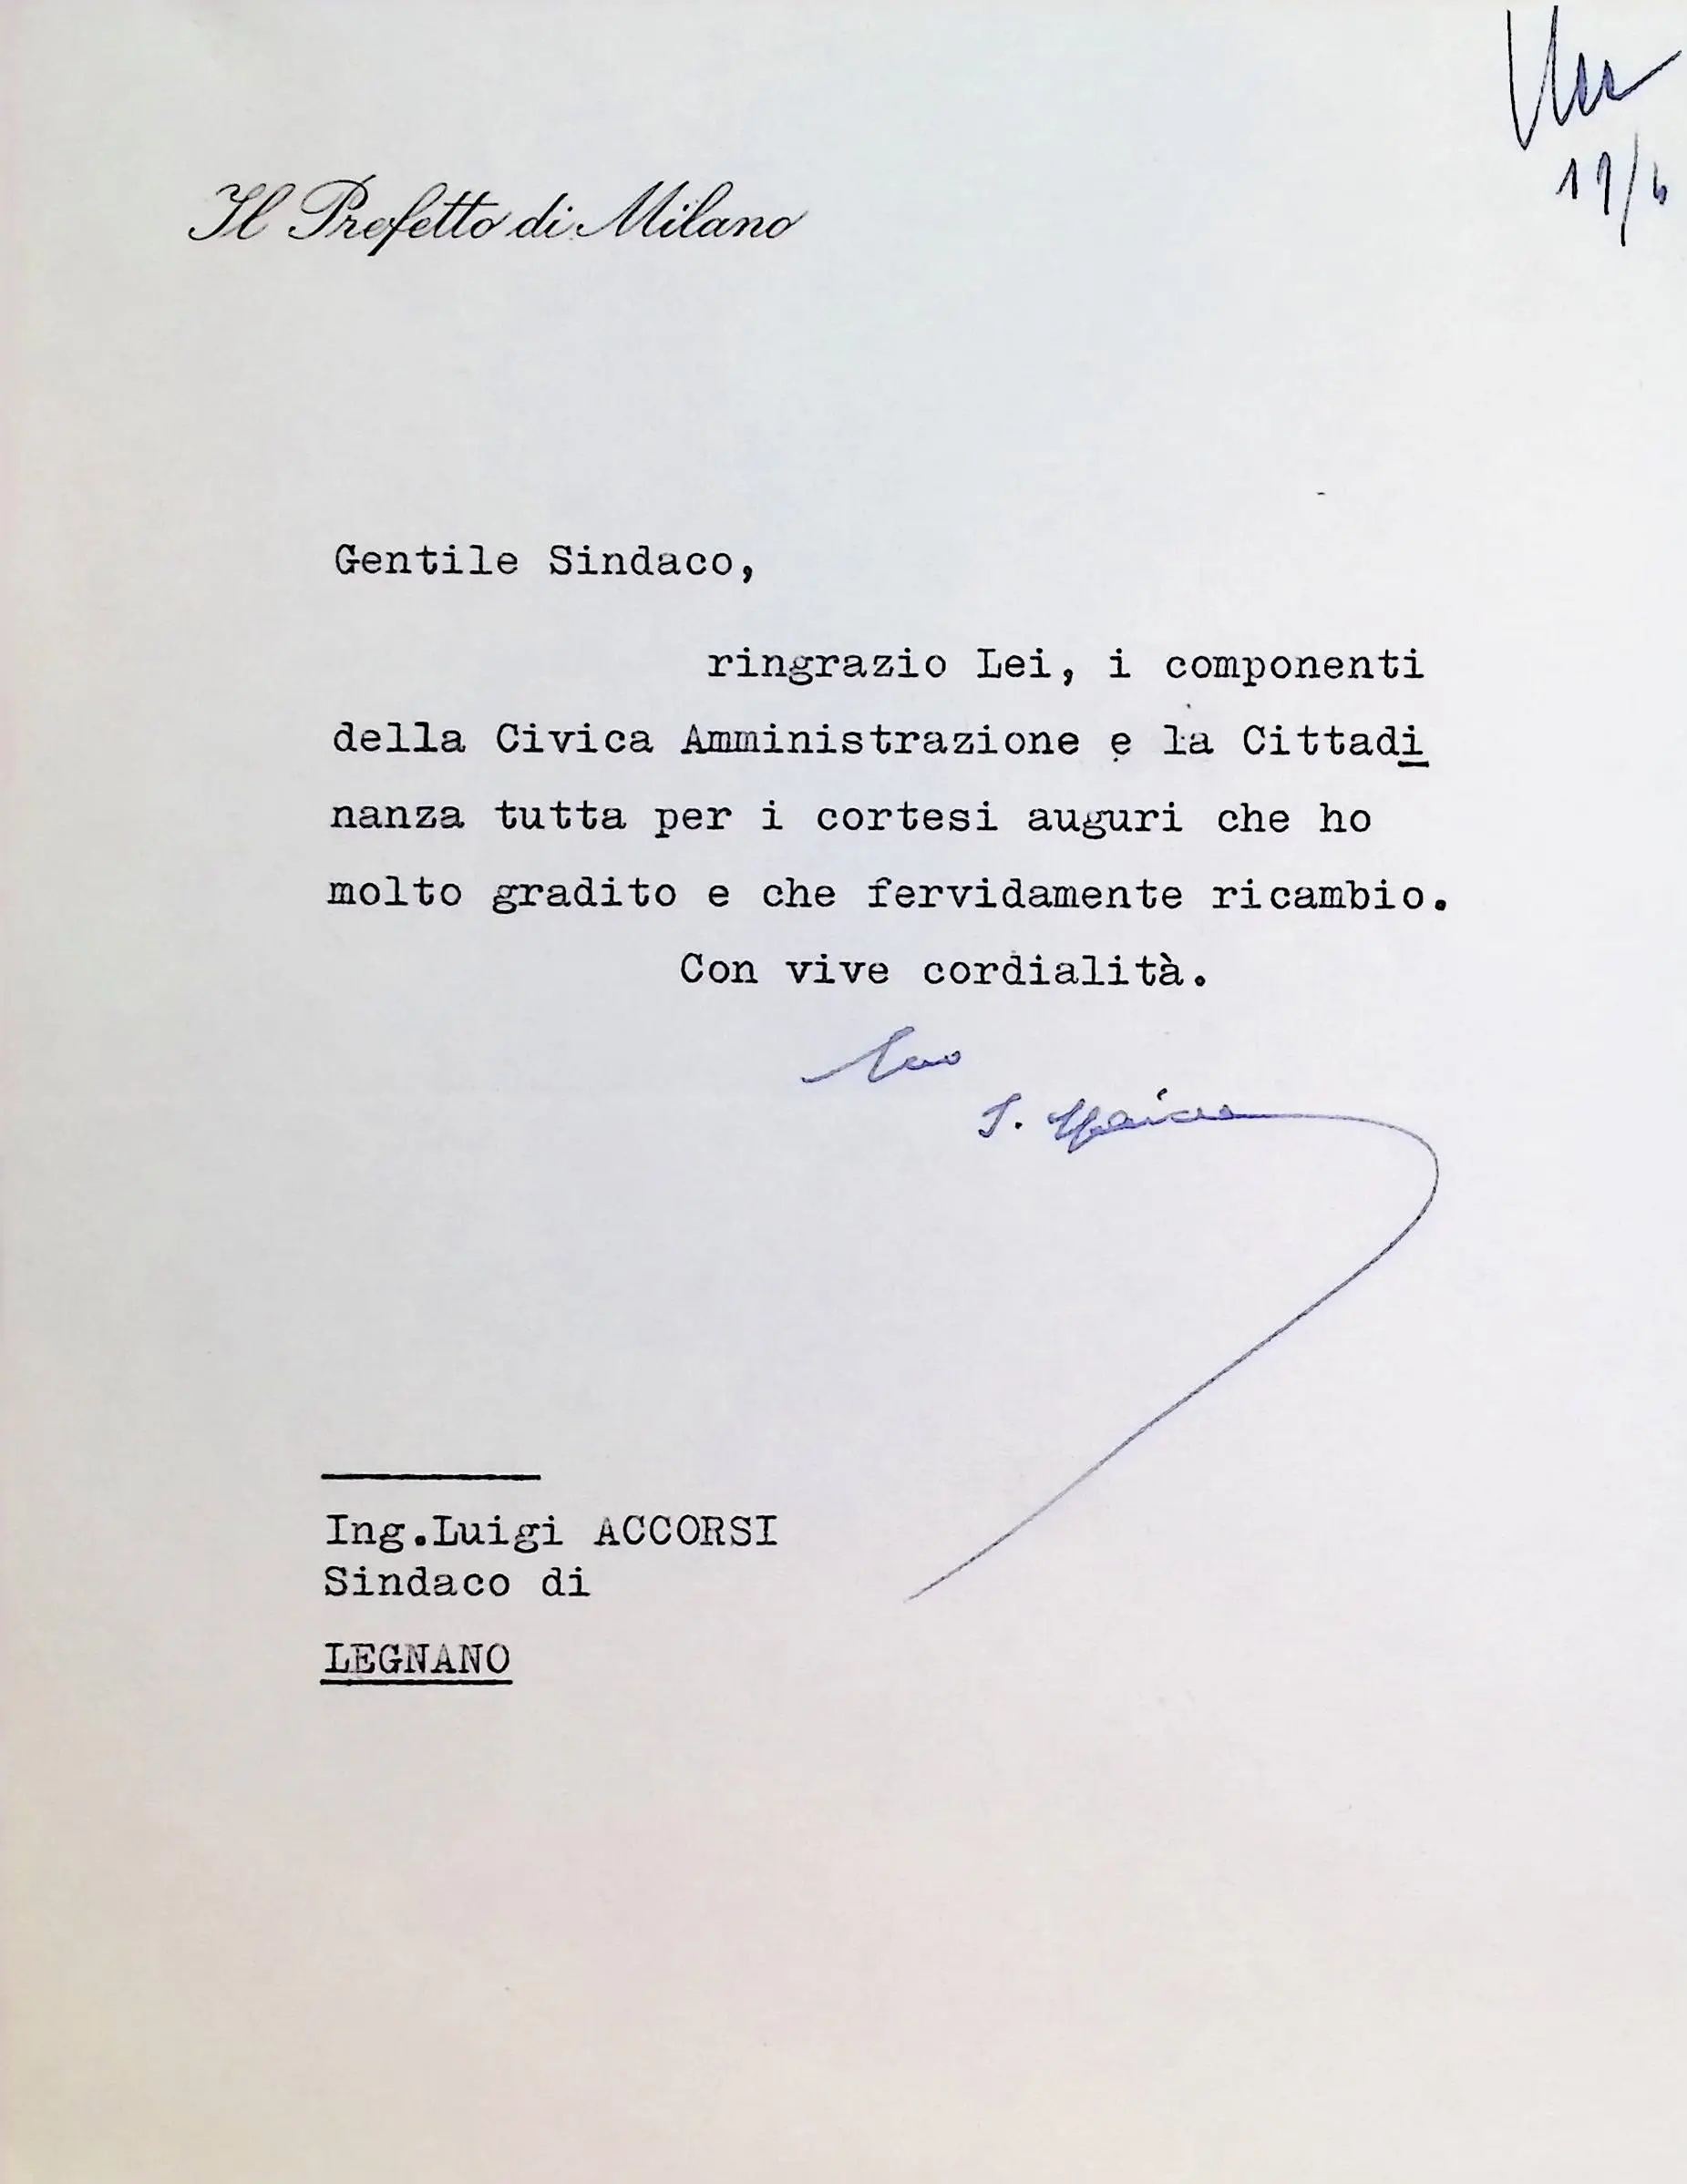 Il Prefetto di Milano
Gentile Sindaco,
ringrazio Lei, i componenti
della Civica Amministrazione e la Cittadi
nanza tutta per i cortesi auguri che ho
molto gradito e che fervidamente ricambio.
Con vive cordialità.
Ing.Luigi ACCORSI
Sindaco di
LEGNANO